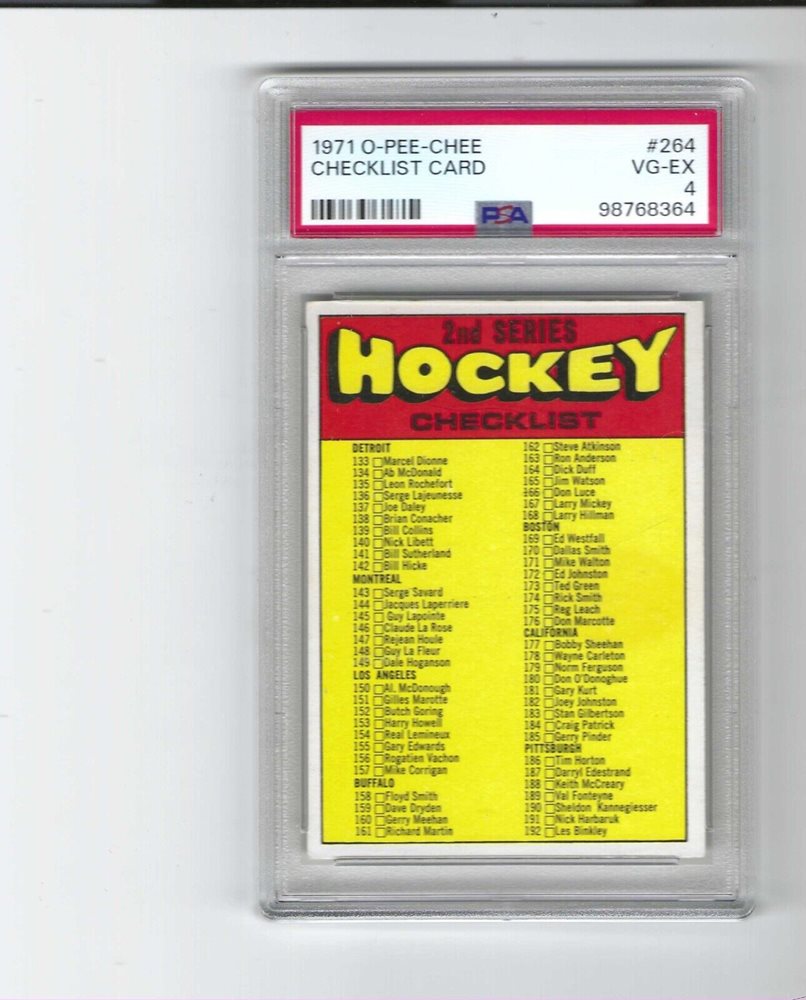 1971 O-PEE-CHEE #264
CHECKLIST CARD VG-EX
4
PSA 98768364
2nd SERIES
HOCKEY
CHECKLIST
DETROIT
133 Marcel Dionne
134 Ab McDonald
135 Leon Rochefort
136 Serge Lajeunesse
137 Joe Daley
138 Brian Conacher
139 Bill Collins
140 Nick Libett
141 Bill Sutherland
142 Bill Hicke
MONTREAL
143 Serge Savard
144 Jacques Laperriere
145 Guy Lapointe
146 Claude La Rose
147 Rejean Houle
148 Guy La Fleur
149 Dale Hoganson
LOS ANGELES
150 Al. McDonough
151 Gilles Marotte
152 Butch Goring
153 Harry Howell
154 Real Lemineux
155 Gary Edwards
156 Rogatien Vachon
157 Mike Corrigan
BUFFALO
158 Floyd Smith
159 Dave Dryden
160 Gerry Meehan
161 Richard Martin
162 Steve Atkinson
163 Ron Anderson
164 Dick Duff
165 Jim Watson
166 Don Luce
167 Larry Mickey
168 Larry Hillman
BOSTON
169 Ed Westfall
170 Dallas Smith
171 Mike Walton
172 Ed Johnston
173 Ted Green
174 Rick Smith
175 Reg Leach
176 Don Marcotte
CALIFORNIA
177 Bobby Sheehan
178 Wayne Carleton
179 Norm Ferguson
180 Don O'Donoghue
181 Gary Kurt
182 Joey Johnston
183 Stan Gilbertson
184 Craig Patrick
185 Gerry Pinder
PITTSBURGH
186 Tim Horton
187 Darryl Edestrand
188 Keith McCreary
189 Val Fonteyne
190 Sheldon Kannegiesser
191 Nick Harbaruk
192 Les Binkley